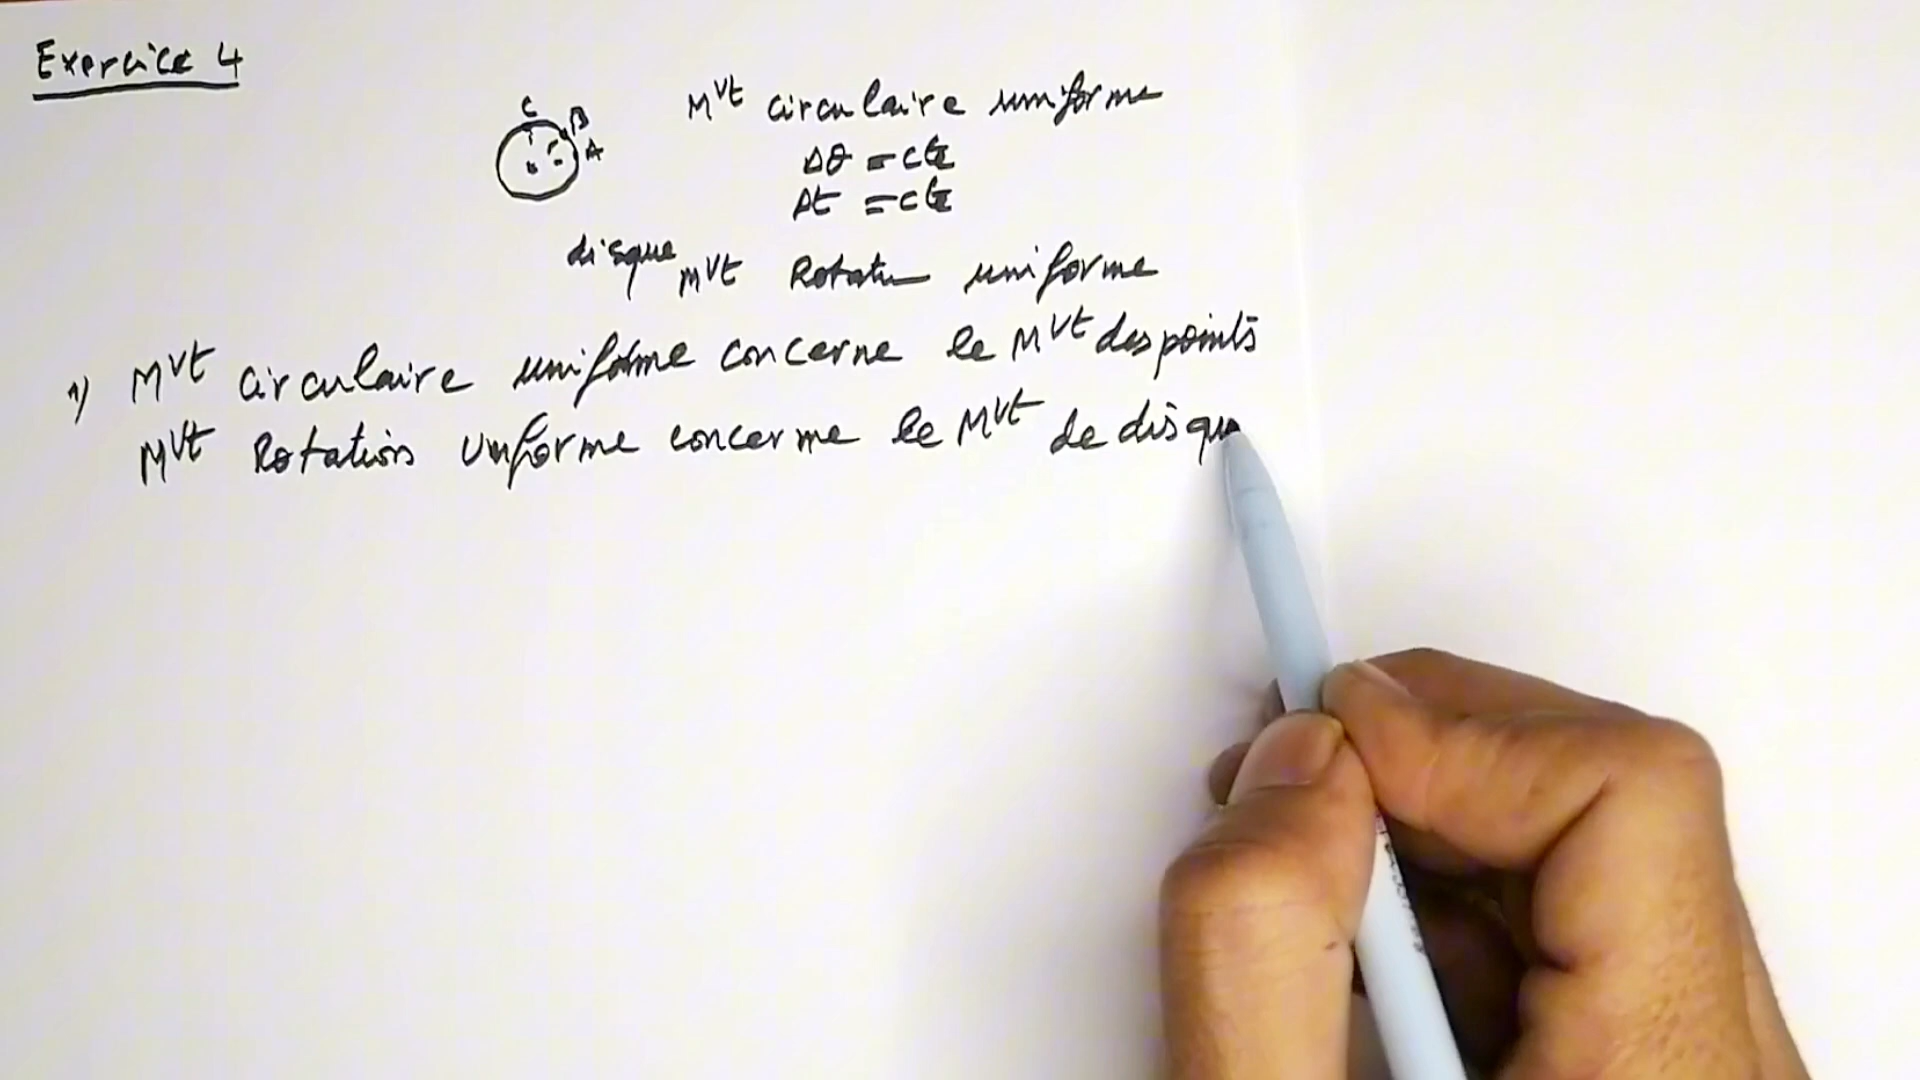 Exercice 4
C
B
A
Mvt circulaire uniforme
Δθ = cte
Δt = cte
disque Mvt Rotation uniforme
1) Mvt circulaire uniforme concerne le Mvt des points
Mvt Rotation uniforme concerne le Mvt de disqu